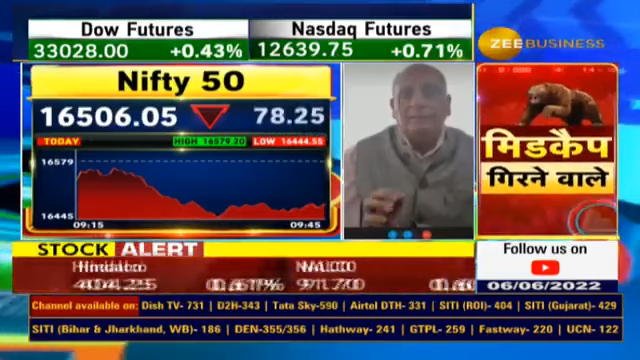 Dow Futures
33028.00 +0.43%
Nasdaq Futures
12639.75 +0.71%
ZEE BUSINESS
Nifty 50
16506.05 78.25
TODAY HIGH 16579.20 LOW 16444.55
16579
16445
09:15 09:45
मिडकैप
गिरने वाले
STOCK ALERT
Hindalco
404.25
NALCO
Follow us on
06/06/2022
Channel available on: Dish TV- 731 | D2H-343 | Tata Sky-590 | Airtel DTH- 331 | SITI (ROI)- 404 | SITI (Gujarat)- 429
SITI (Bihar & Jharkhand, WB)- 186 | DEN-355/356 | Hathway- 241 | GTPL- 259 | Fastway- 220 | UCN- 122